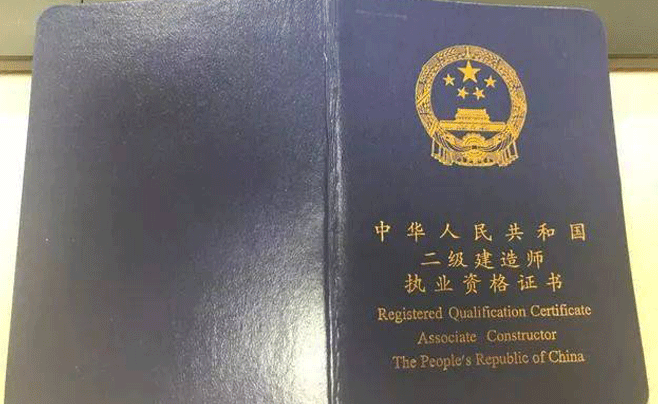 中华人民共和国
二级建造师
执业资格证书
Registered Qualification Certificate
Associate Constructor
The People's Republic of China